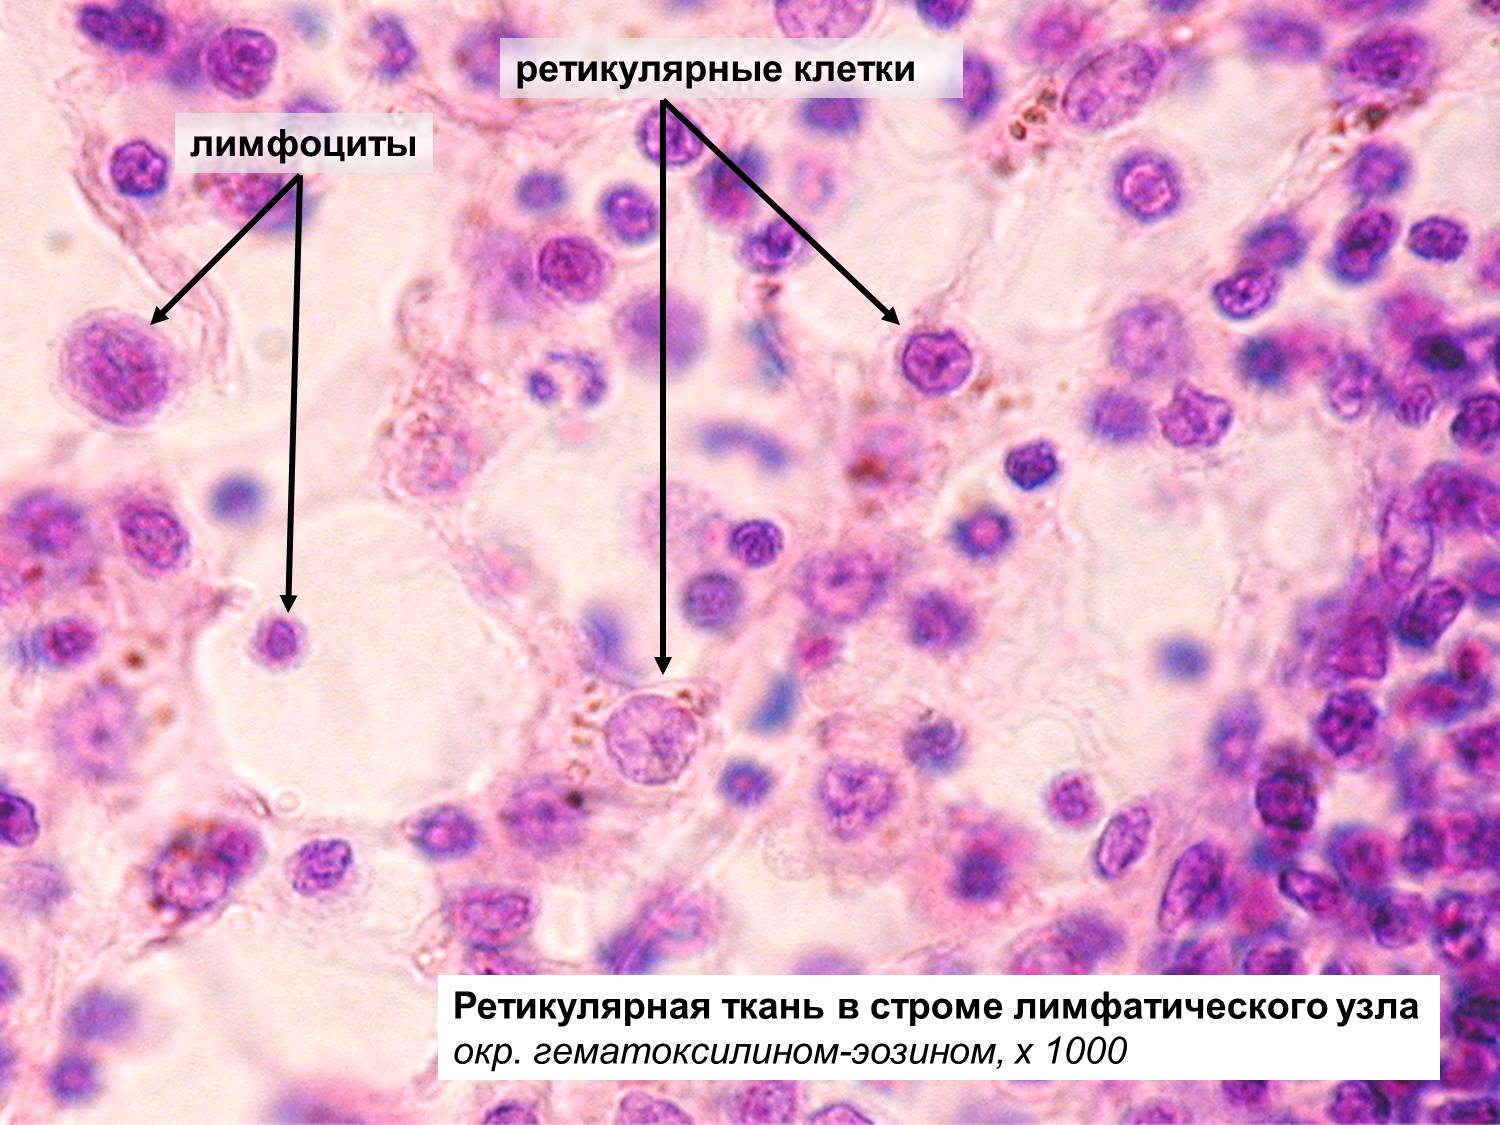 ретикулярные клетки
лимфоциты
Ретикулярная ткань в строме лимфатического узла
окр. гематоксилином-эозином, х 1000